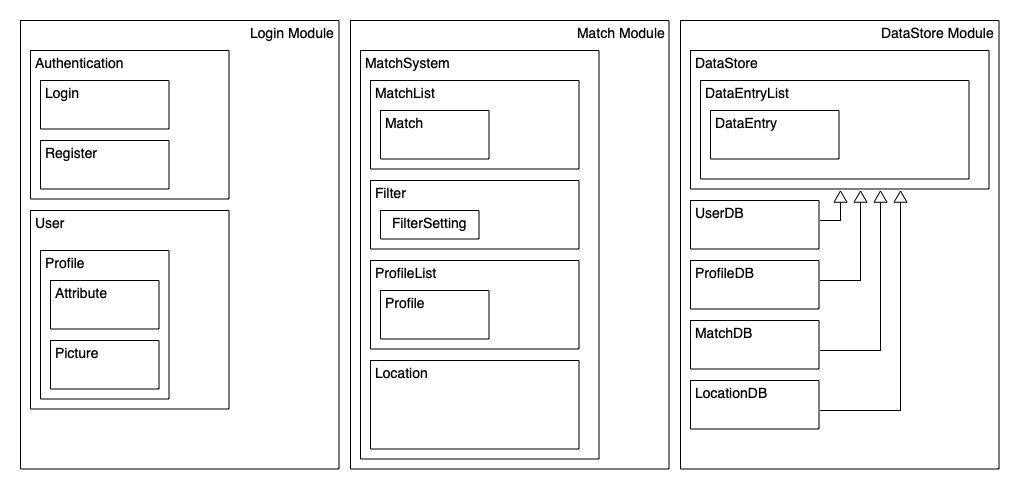 Login Module
Authentication
Login
Register
User
Profile
Attribute
Picture
Match Module
MatchSystem
MatchList
Match
Filter
FilterSetting
ProfileList
Profile
Location
DataStore Module
DataStore
DataEntryList
DataEntry
UserDB
ProfileDB
MatchDB
LocationDB